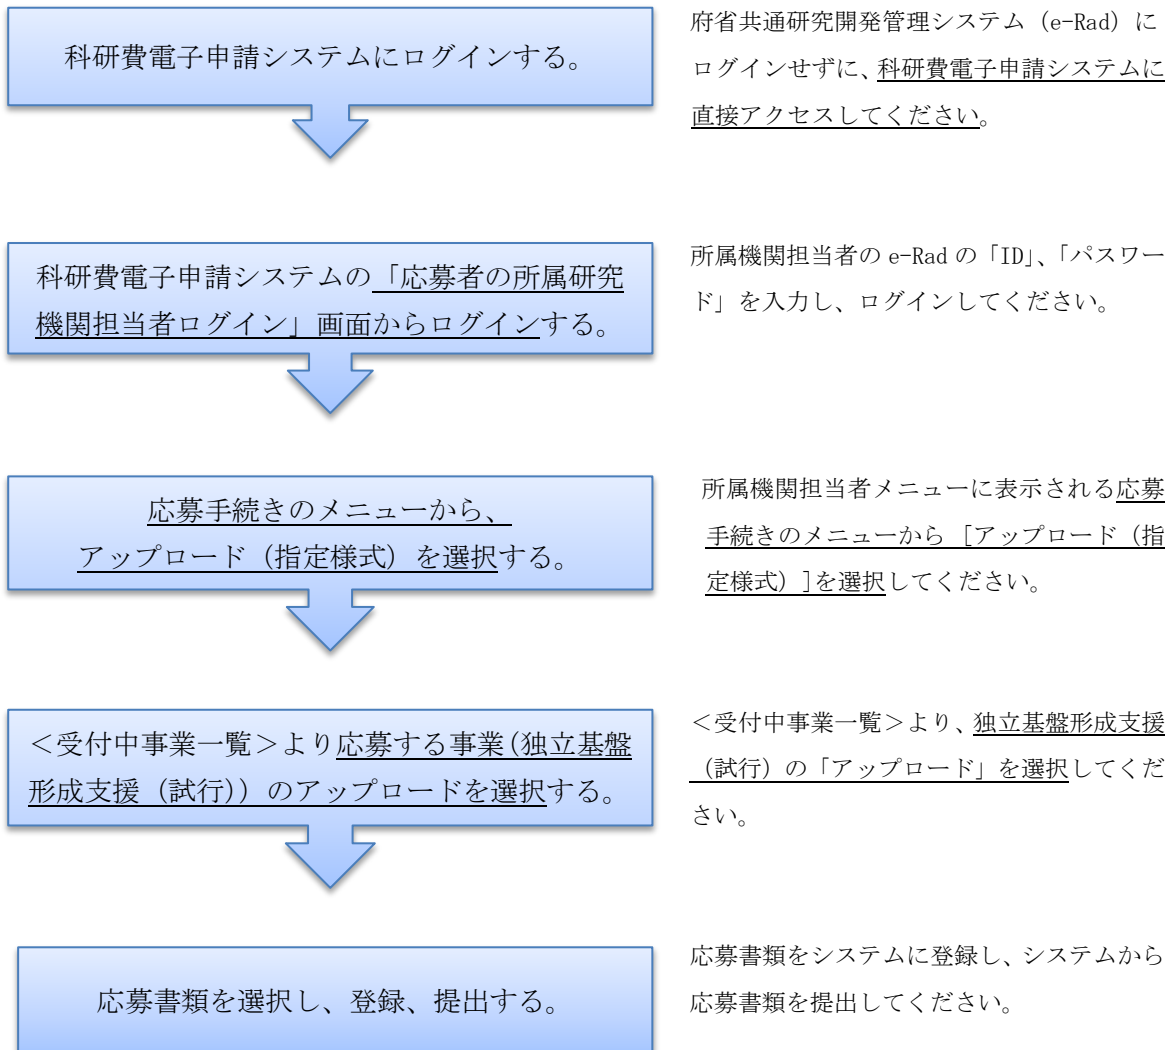 科研費電子申請システムにログインする。
府省共通研究開発管理システム（e-Rad）に
ログインせずに、科研費電子申請システムに
直接アクセスしてください。
科研費電子申請システムの「応募者の所属研究
機関担当者ログイン」画面からログインする。
所属機関担当者の e-Rad の「ID」、「パスワー
ド」を入力し、ログインしてください。
応募手続きのメニューから、
アップロード（指定様式）を選択する。
所属機関担当者メニューに表示される応募
手続きのメニューから［アップロード（指
定様式）]を選択してください。
＜受付中事業一覧＞より応募する事業(独立基盤
形成支援（試行））のアップロードを選択する。
＜受付中事業一覧＞より、独立基盤形成支援
（試行）の「アップロード」を選択してくだ
さい。
応募書類を選択し、登録、提出する。
応募書類をシステムに登録し、システムから
応募書類を提出してください。